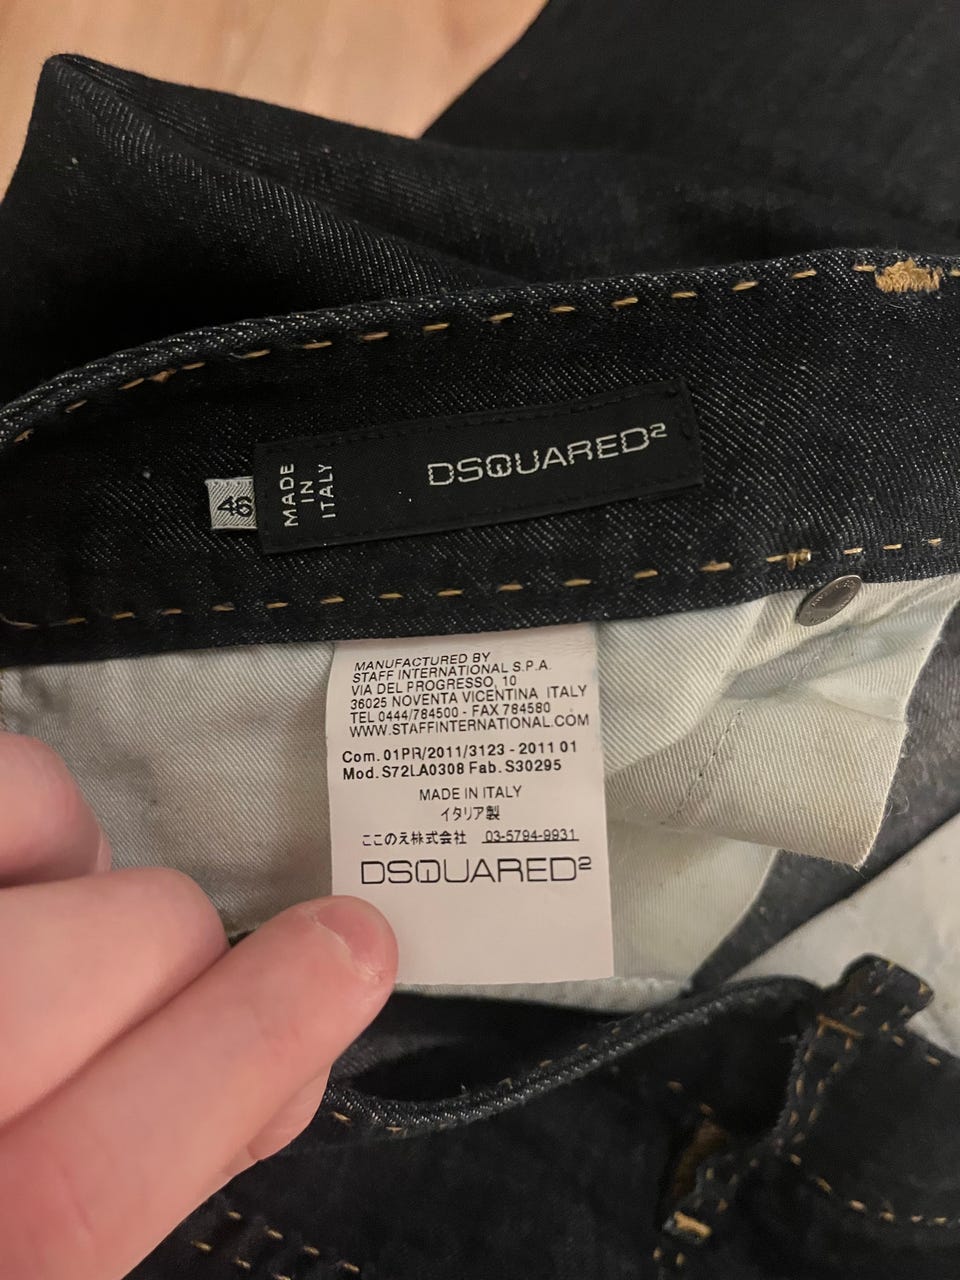 DSQUARED2
MADE
IN
ITALY
46
MANUFACTURED BY
STAFF INTERNATIONAL S.P.A.
VIA DEL PROGRESSO, 10
36025 NOVENTA VICENTINA ITALY
TEL 0444/784500 - FAX 784580
WWW.STAFFINTERNATIONAL.COM
Com. 01PR/2011/3123 - 2011 01
Mod. S72LA0308 Fab. S30295
MADE IN ITALY
イタリア製
ここのえ株式会社 03-5794-9931
DSQUARED2